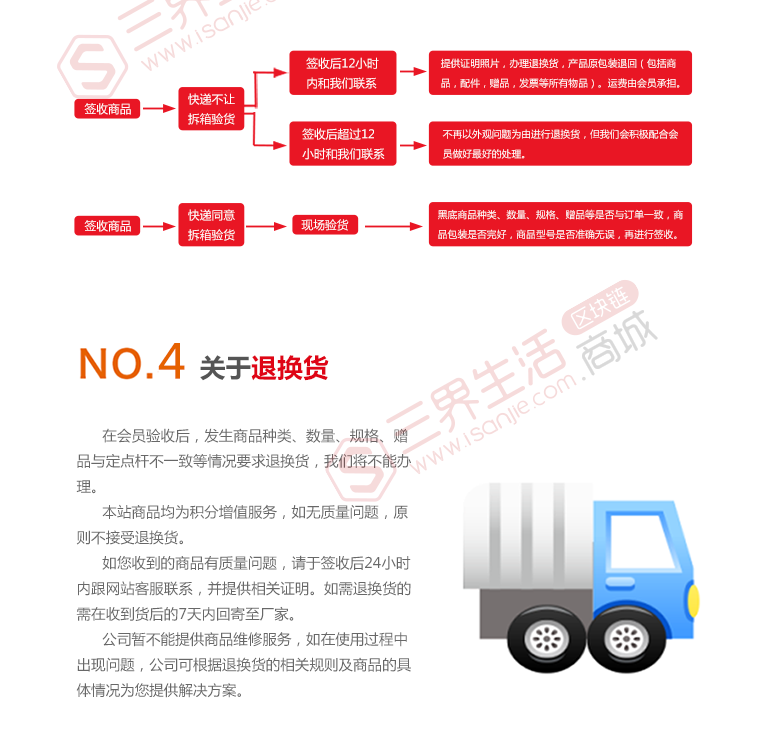 三界生活
www.isanjie.com
签收后12小时
内和我们联系
提供证明照片，办理退换货，产品原包装退回（包括商
品，配件，赠品，发票等所有物品）。运费由会员承担。
签收商品
快递不让
拆箱验货
签收后超过12
小时和我们联系
不再以外观问题为由进行退换货，但我们会积极配合会
员做好最好的处理。
签收商品
快递同意
拆箱验货
现场验货
黑底商品种类、数量、规格、赠品等是否与订单一致，商
品包装是否完好，商品型号是否准确无误，再进行签收。
NO.4 关于退换货
三界生活
区块链
商城
www.isanjie.com
在会员验收后，发生商品种类、数量、规格、赠
品与定点杆不一致等情况要求退换货，我们将不能办
理。
本站商品均为积分增值服务，如无质量问题，原
则不接受退换货。
如您收到的商品有质量问题，请于签收后24小时
内跟网站客服联系，并提供相关证明。如需退换货的
需在收到货后的7天内回寄至厂家。
公司暂不能提供商品维修服务，如在使用过程中
出现问题，公司可根据退换货的相关规则及商品的具
体情况为您提供解决方案。